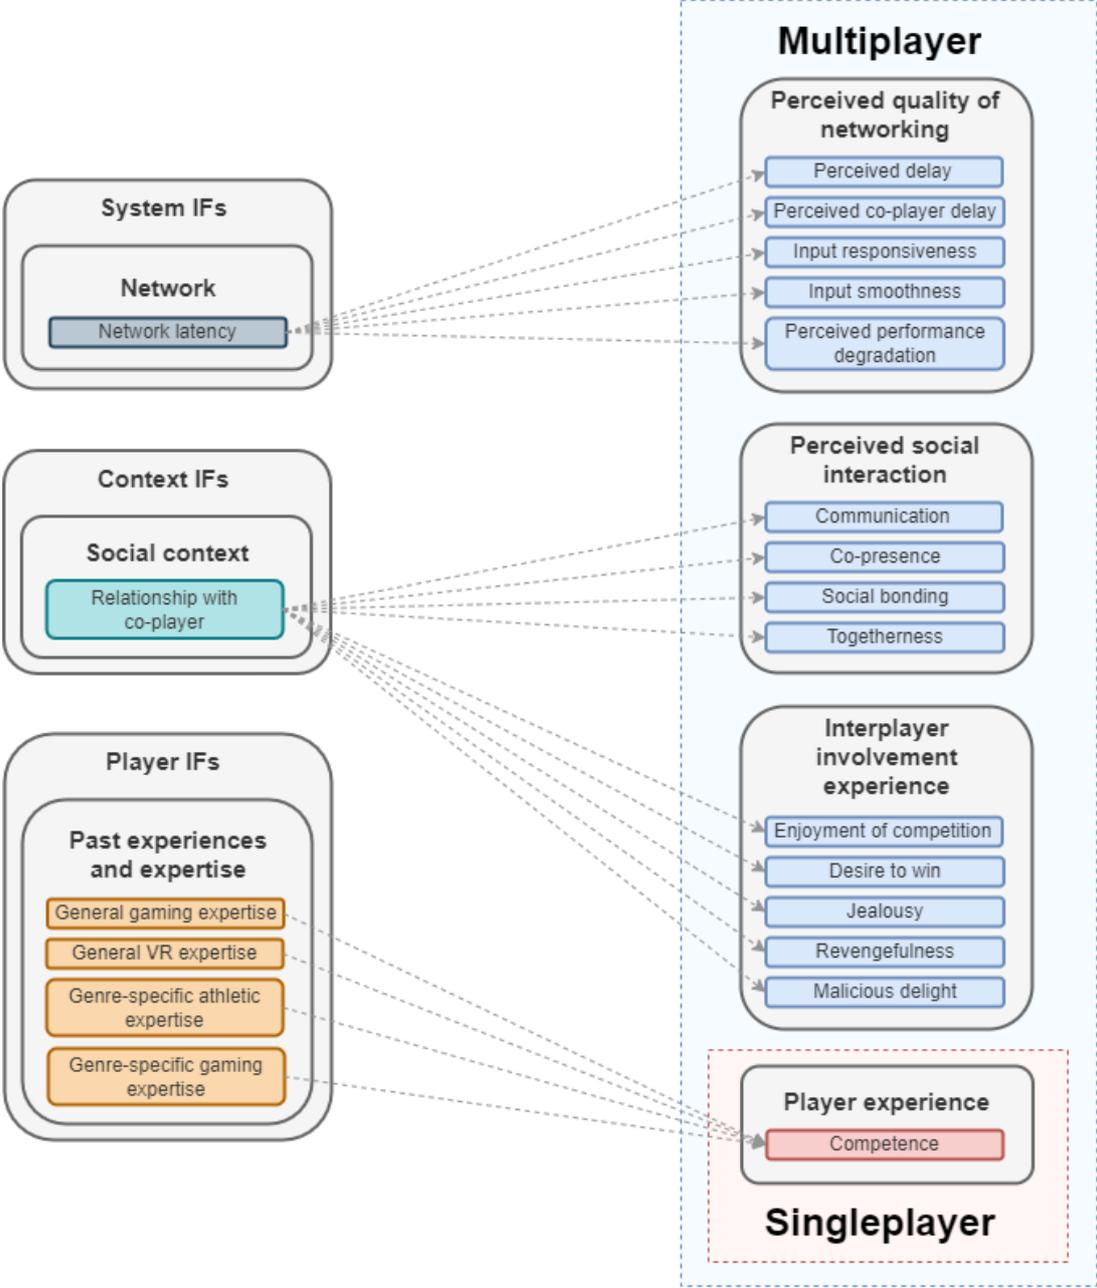 System IFs
Network
Network latency
Context IFs
Social context
Relationship with
co-player
Player IFs
Past experiences
and expertise
General gaming expertise
General VR expertise
Genre-specific athletic
expertise
Genre-specific gaming
expertise
Multiplayer
Perceived quality of
networking
Perceived delay
Perceived co-player delay
Input responsiveness
Input smoothness
Perceived performance
degradation
Perceived social
interaction
Communication
Co-presence
Social bonding
Togetherness
Interplayer
involvement
experience
Enjoyment of competition
Desire to win
Jealousy
Revengefulness
Malicious delight
Player experience
Competence
Singleplayer